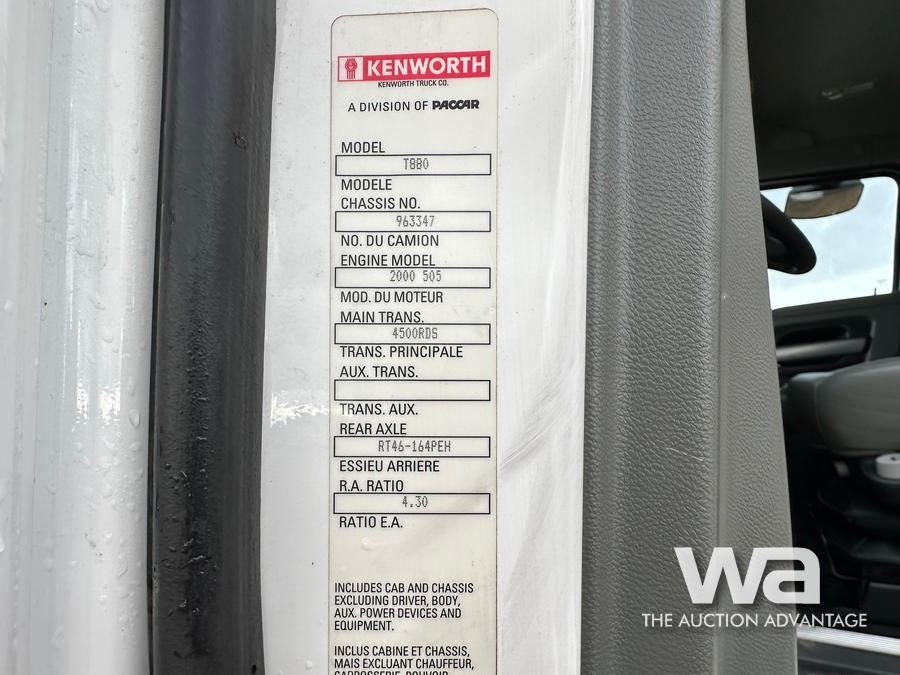 KENWORTH
KENWORTH TRUCK CO.
A DIVISION OF PACCAR
MODEL
T880
MODELE
CHASSIS NO.
963347
NO. DU CAMION
ENGINE MODEL
2000 505
MOD. DU MOTEUR
MAIN TRANS.
4500RDS
TRANS. PRINCIPALE
AUX. TRANS.
TRANS. AUX.
REAR AXLE
RT46-164PEH
ESSIEU ARRIERE
R.A. RATIO
4.30
RATIO E.A.
INCLUDES CAB AND CHASSIS
EXCLUDING DRIVER, BODY,
AUX. POWER DEVICES AND
EQUIPMENT.
INCLUS CABINE ET CHASSIS,
MAIS EXCLUANT CHAUFFEUR,
CARROSSERIE, POUVOIR
wa
THE AUCTION ADVANTAGE